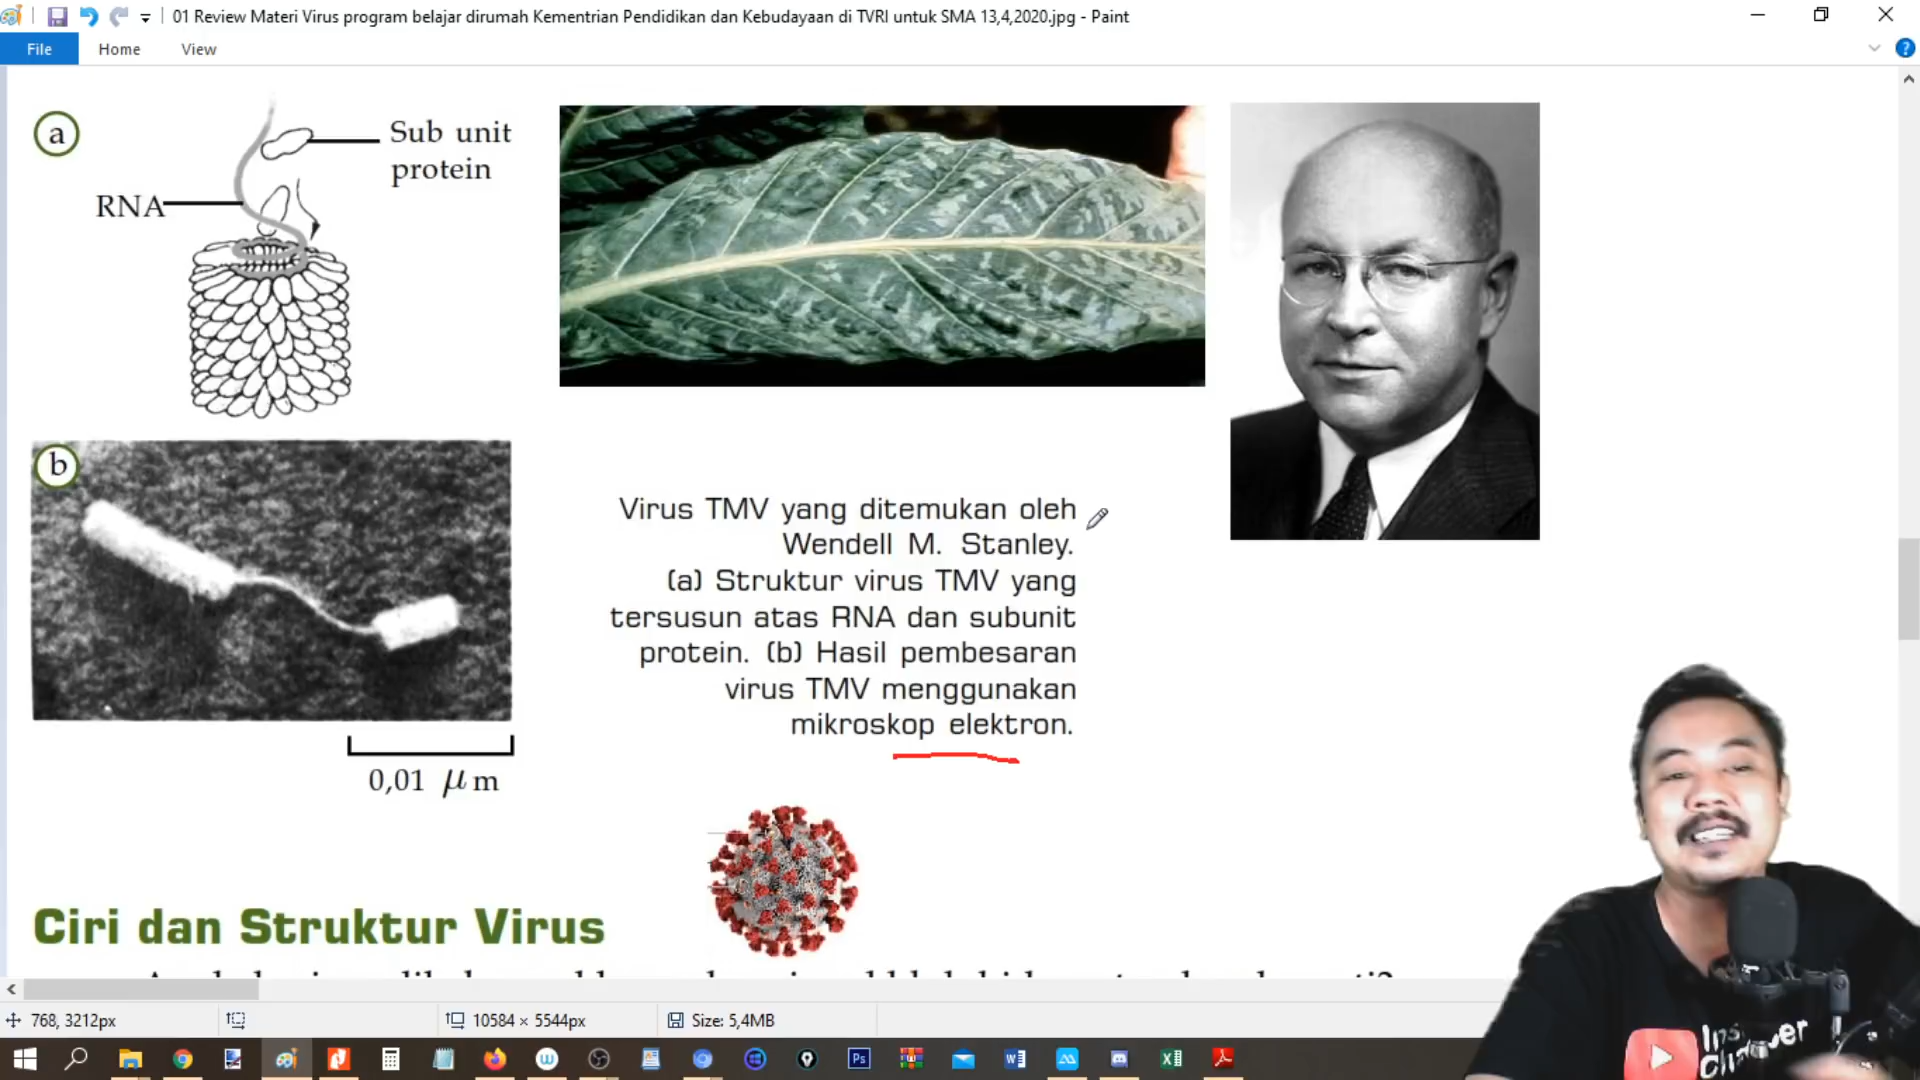 01 Review Materi Virus program belajar dirumah Kementrian Pendidikan dan Kebudayaan di TVRI untuk SMA 13,4,2020.jpg - Paint
File Home View
a
Sub unit
protein
RNA
b
0,01 μm
Virus TMV yang ditemukan oleh
Wendell M. Stanley.
(a) Struktur virus TMV yang
tersusun atas RNA dan subunit
protein. (b) Hasil pembesaran
virus TMV menggunakan
mikroskop elektron.
Ciri dan Struktur Virus
768, 3212px
10584 × 5544px
Size: 5,4MB
Ps